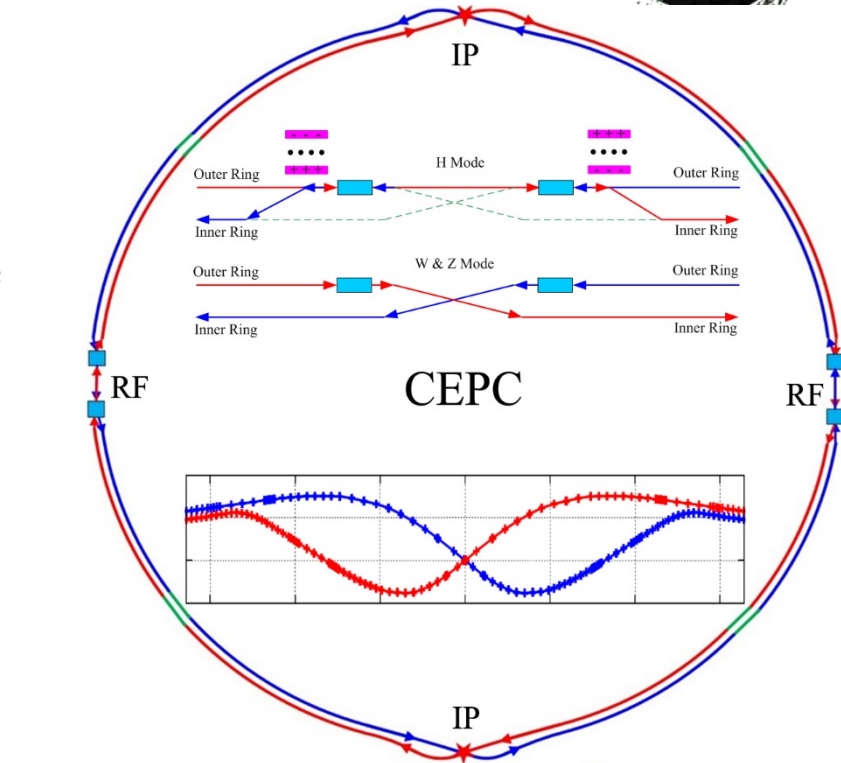 IP
- - -
+ + +
H Mode
+ + +
- - -
Outer Ring
Outer Ring
Inner Ring
Inner Ring
W & Z Mode
Outer Ring
Outer Ring
Inner Ring
Inner Ring
RF
CEPC
RF
IP